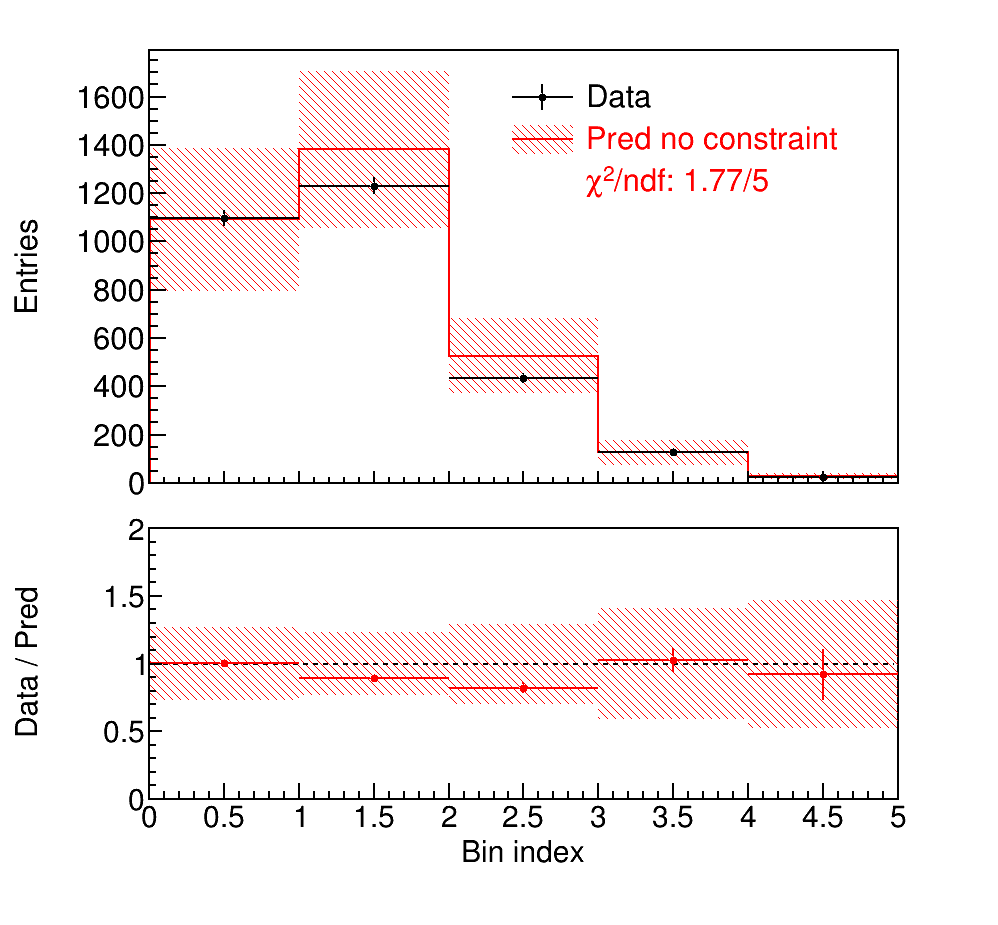 Entries
1600
1400
1200
1000
800
600
400
200
0
Data
Pred no constraint
χ²/ndf: 1.77/5
Data / Pred
2
1.5
1
0.5
0
0 0.5 1 1.5 2 2.5 3 3.5 4 4.5 5
Bin index